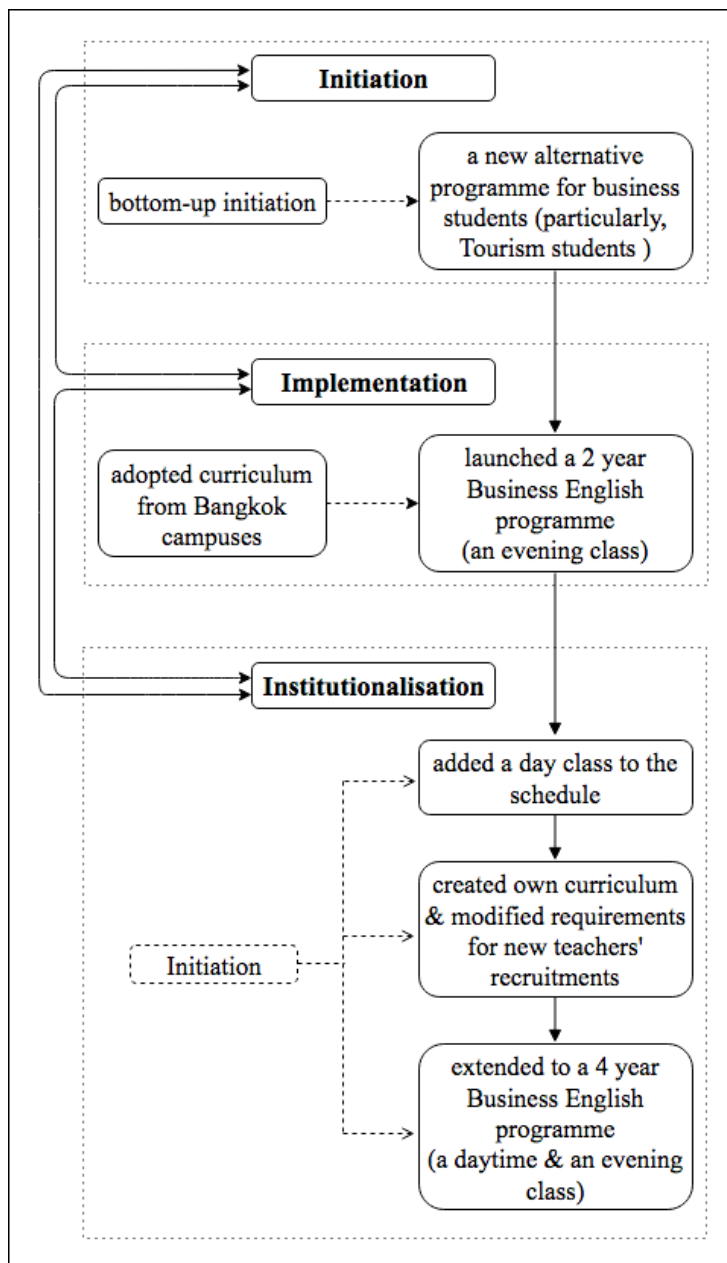 Initiation
bottom-up initiation
a new alternative
programme for business
students (particularly,
Tourism students )
Implementation
adopted curriculum
from Bangkok
campuses
launched a 2 year
Business English
programme
(an evening class)
Institutionalisation
added a day class to the
schedule
created own curriculum
& modified requirements
for new teachers'
recruitments
Initiation
extended to a 4 year
Business English
programme
(a daytime & an evening
class)